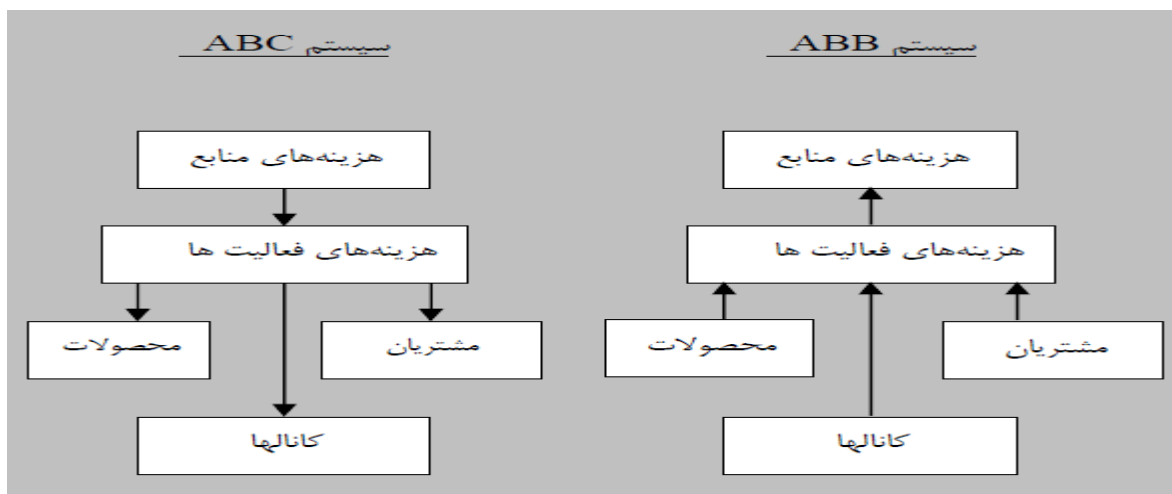 سیستم ABC
هزینه‌های منابع
هزینه‌های فعالیت ها
محصولات
مشتریان
کانالها
سیستم ABB
هزینه‌های منابع
هزینه‌های فعالیت ها
محصولات
مشتریان
کانالها